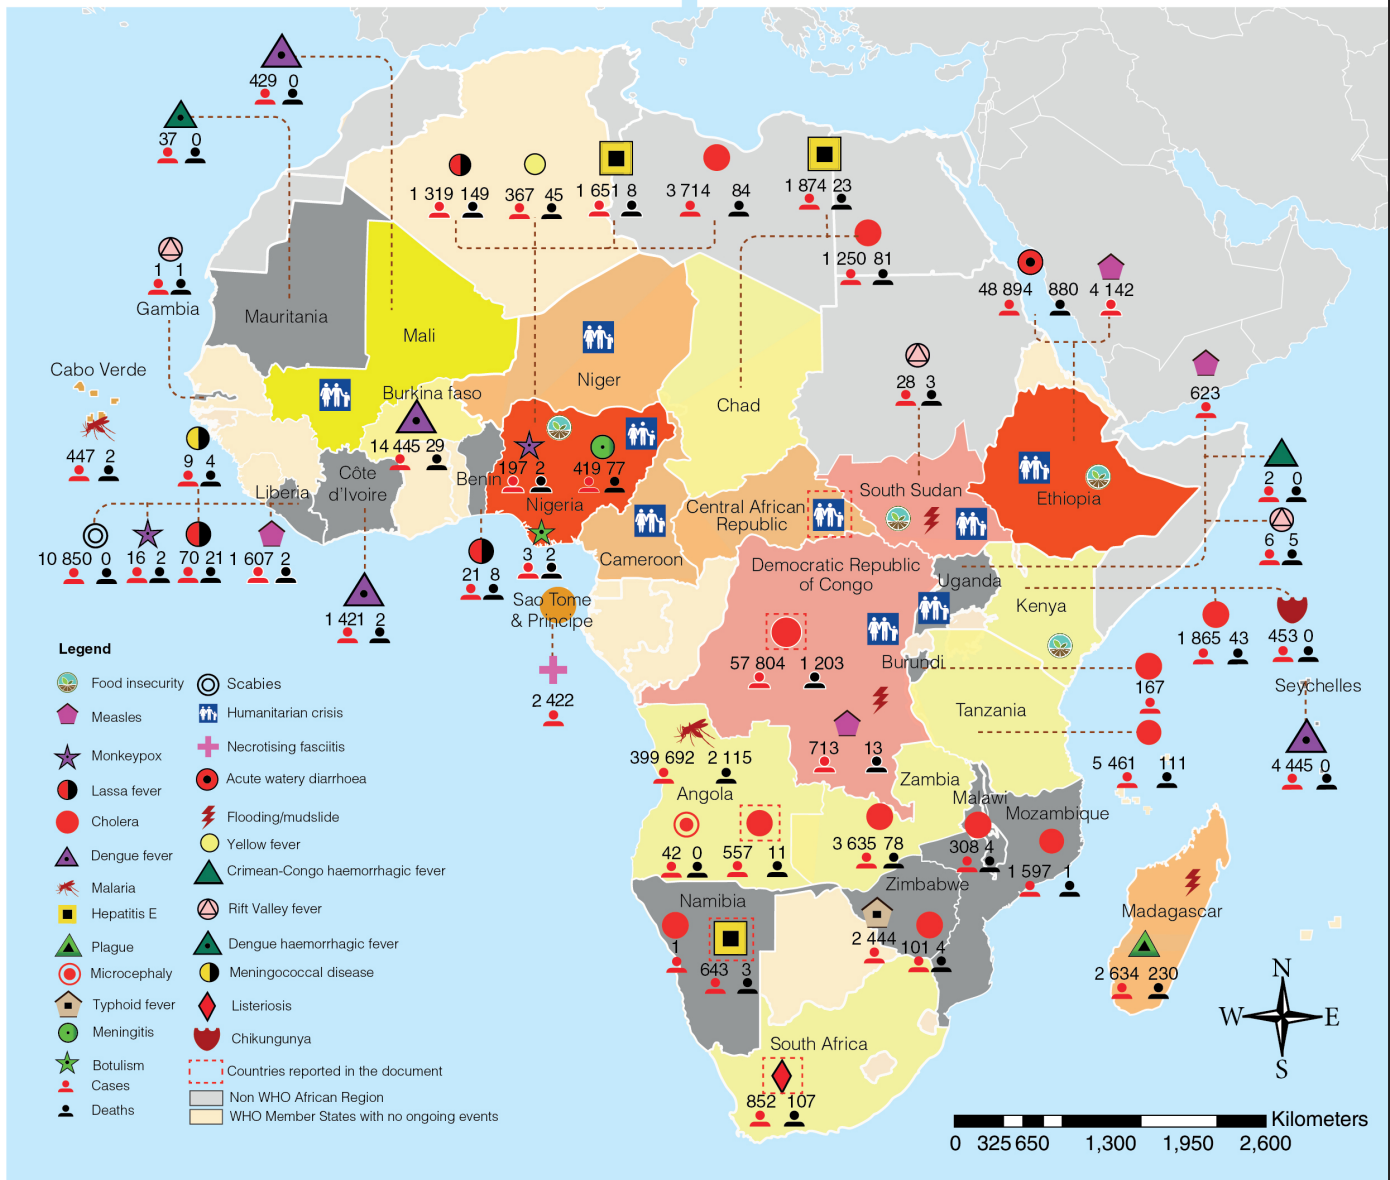 429 0
37 0
1 319 149
367 45
1 651 8
3 714 84
1 874 23
1 250 81
48 894 880
4 142
1 1
Gambia
Mauritania
Mali
Niger
Chad
28 3
623
Cabo Verde
447 2
Burkina faso
14 445 29
9 4
Benin
197 2
419 77
Nigeria
Côte
d'Ivoire
Liberia
South Sudan
Ethiopia
2 0
Central African
Republic
Cameroon
10 850 0
16 2
70 21
1 607 2
21 8
3 2
6 5
Democratic Republic
of Congo
Uganda
Kenya
1 421 2
Sao Tome
& Principe
2 422
57 804 1 203
Burundi
1 865 43
453 0
167
Seychelles
4 445 0
Tanzania
5 461 111
399 692 2 115
Angola
713 13
Zambia
Malawi
Mozambique
42 0
557 11
3 635 78
308 4
1 597 1
Namibia
1
643 3
Zimbabwe
2 444
101 4
Madagascar
2 634 230
South Africa
852 107
Legend
Food insecurity
Measles
Monkeypox
Lassa fever
Cholera
Dengue fever
Malaria
Hepatitis E
Plague
Microcephaly
Typhoid fever
Meningitis
Botulism
Cases
Deaths
Scabies
Humanitarian crisis
Necrotising fasciitis
Acute watery diarrhoea
Flooding/mudslide
Yellow fever
Crimean-Congo haemorrhagic fever
Rift Valley fever
Dengue haemorrhagic fever
Meningococcal disease
Listeriosis
Chikungunya
Countries reported in the document
Non WHO African Region
WHO Member States with no ongoing events
N
W E
S
Kilometers
0 325 650 1,300 1,950 2,600